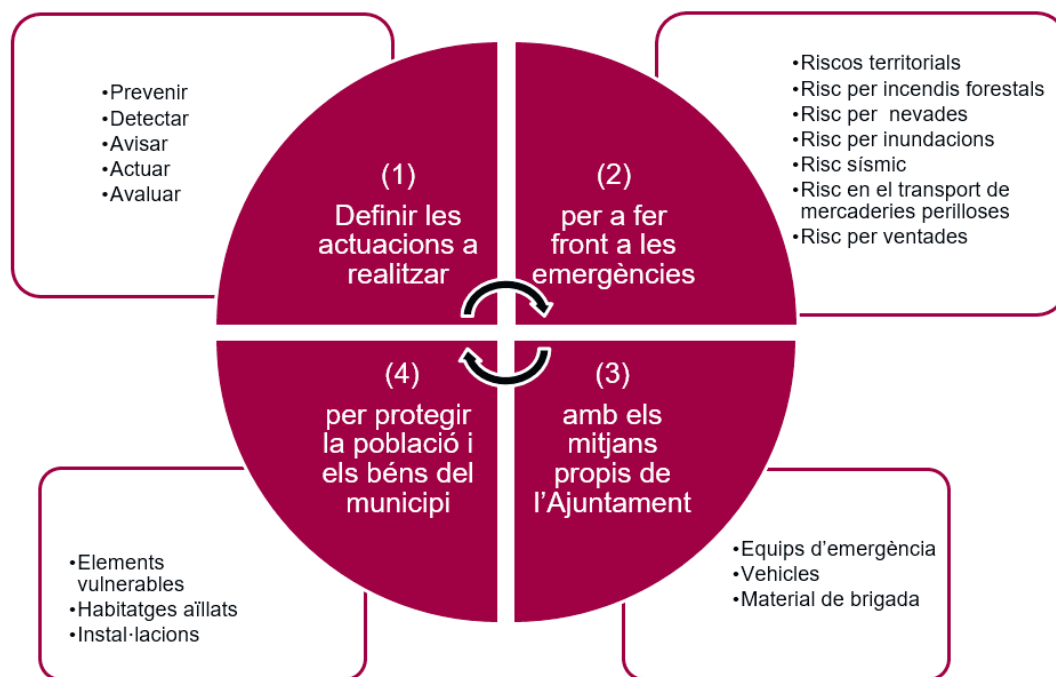 •Prevenir
•Detectar
•Avisar
•Actuar
•Avaluar
(1)
Definir les
actuacions a
realitzar
(2)
per a fer
front a les
emergències
•Riscos territorials
•Risc per incendis forestals
•Risc per nevades
•Risc per inundacions
•Risc sísmic
•Risc en el transport de
mercaderies perilloses
•Risc per ventades
(4)
per protegir
la població i
els béns del
municipi
(3)
amb els
mitjans
propis de
l’Ajuntament
•Elements
vulnerables
•Habitatges aïllats
•Instal·lacions
•Equips d’emergència
•Vehicles
•Material de brigada